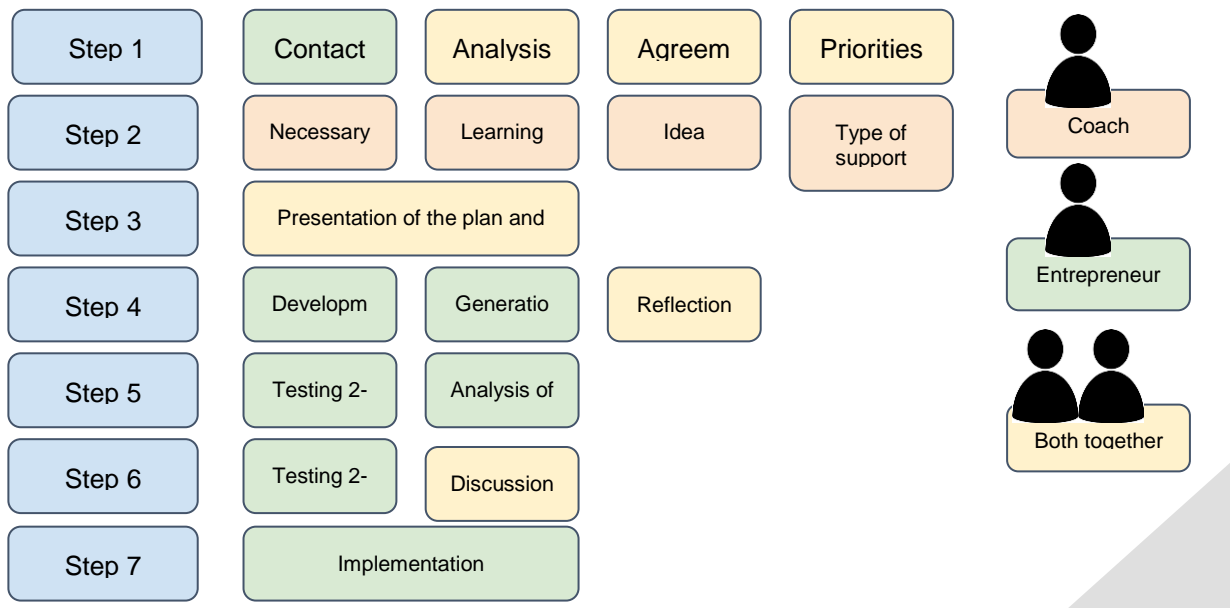 Step 1
Contact
Analysis
Agreem
Priorities
Step 2
Necessary
Learning
Idea
Type of
support
Step 3
Presentation of the plan and
Step 4
Developm
Generatio
Reflection
Step 5
Testing 2-
Analysis of
Step 6
Testing 2-
Discussion
Step 7
Implementation
Coach
Entrepreneur
Both together